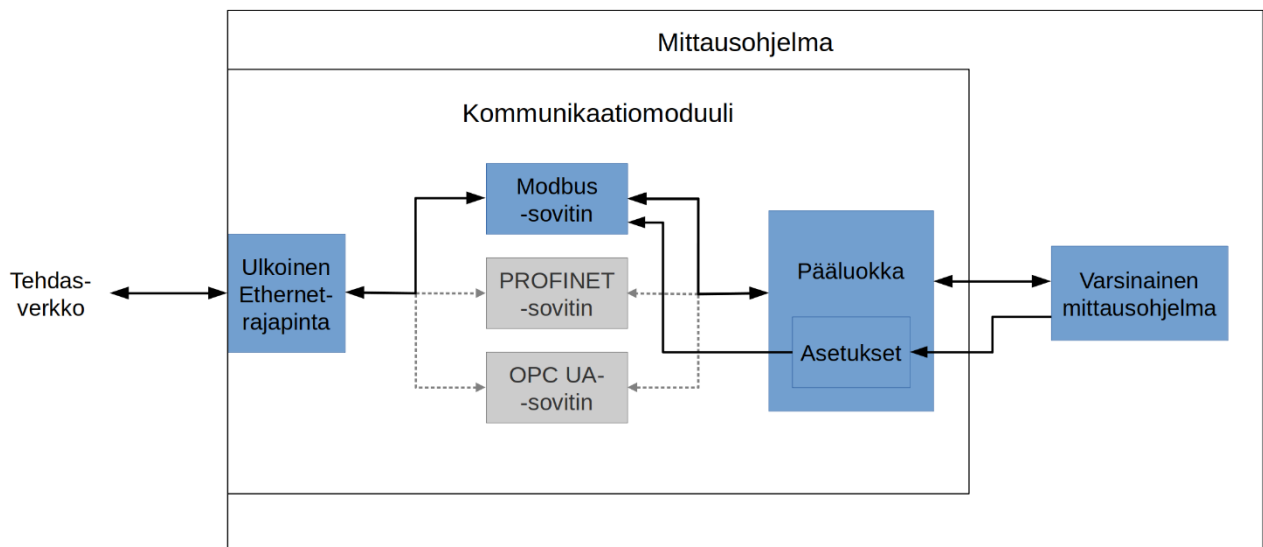 Mittausohjelma
Kommunikaatiomoduuli
Tehdas-
verkko
Ulkoinen
Ethernet-
rajapinta
Modbus
-sovitin
PROFINET
-sovitin
OPC UA-
-sovitin
Pääluokka
Asetukset
Varsinainen
mittausohjelma